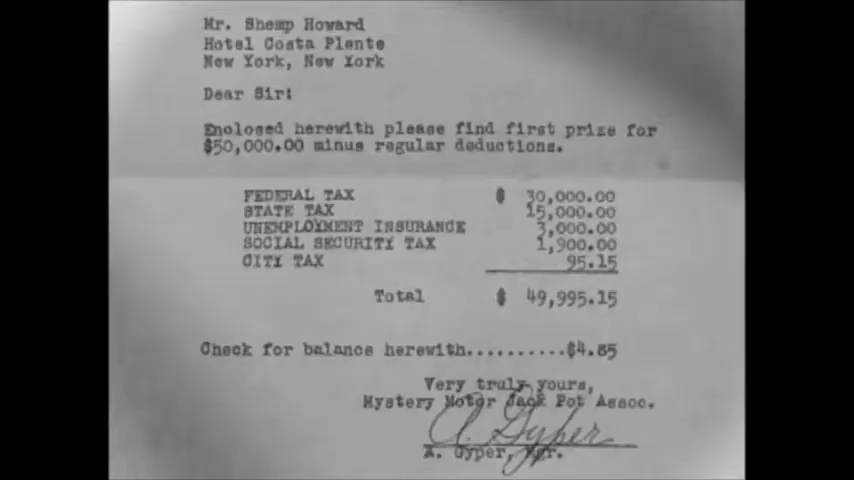 Mr. Shemp Howard
Hotel Costa Plente
New York, New York
Dear Sir:
Enclosed herewith please find first prize for
$50,000.00 minus regular deductions.
FEDERAL TAX $ 30,000.00
STATE TAX 15,000.00
UNEMPLOYMENT INSURANCE 3,000.00
SOCIAL SECURITY TAX 1,900.00
CITY TAX 95.15
Total $ 49,995.15
Check for balance herewith..........$4.85
Very truly yours,
Mystery Motor Jack Pot Assoc.
A. Gyper
A. Gyper, Mgr.